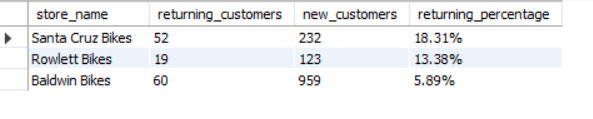 store_name returning_customers new_customers returning_percentage
Santa Cruz Bikes 52 232 18.31%
Rowlett Bikes 19 123 13.38%
Baldwin Bikes 60 959 5.89%